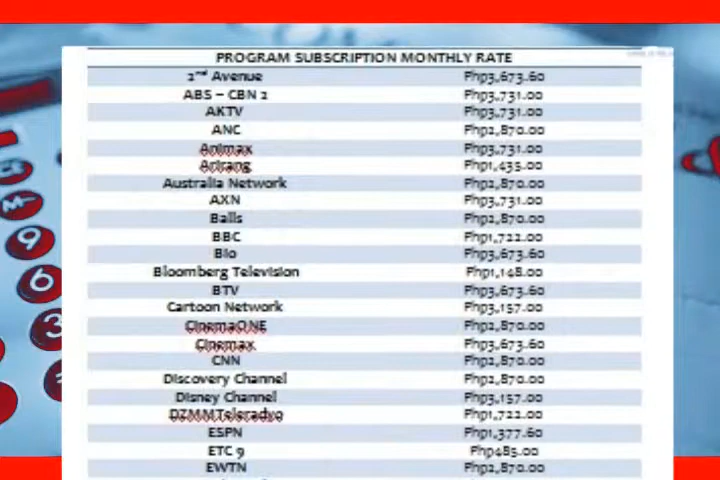 PROGRAM SUBSCRIPTION MONTHLY RATE
2nd Avenue Php3,673.60
ABS – CBN 2 Php3,731.00
AKTV Php3,731.00
ANC Php2,870.00
Animax Php3,731.00
Arirang Php1,435.00
Australia Network Php2,870.00
AXN Php3,731.00
Balls Php2,870.00
BBC Php1,722.00
Bio Php3,673.60
Bloomberg Television Php1,148.00
BTV Php3,673.60
Cartoon Network Php3,157.00
CinemaONE Php2,870.00
Cinemax Php3,673.60
CNN Php2,870.00
Discovery Channel Php2,870.00
Disney Channel Php3,157.00
DZMMTeleradyo Php1,722.00
ESPN Php1,377.60
ETC 9 Php485.00
EWTN Php2,870.00
M−
9
6
3